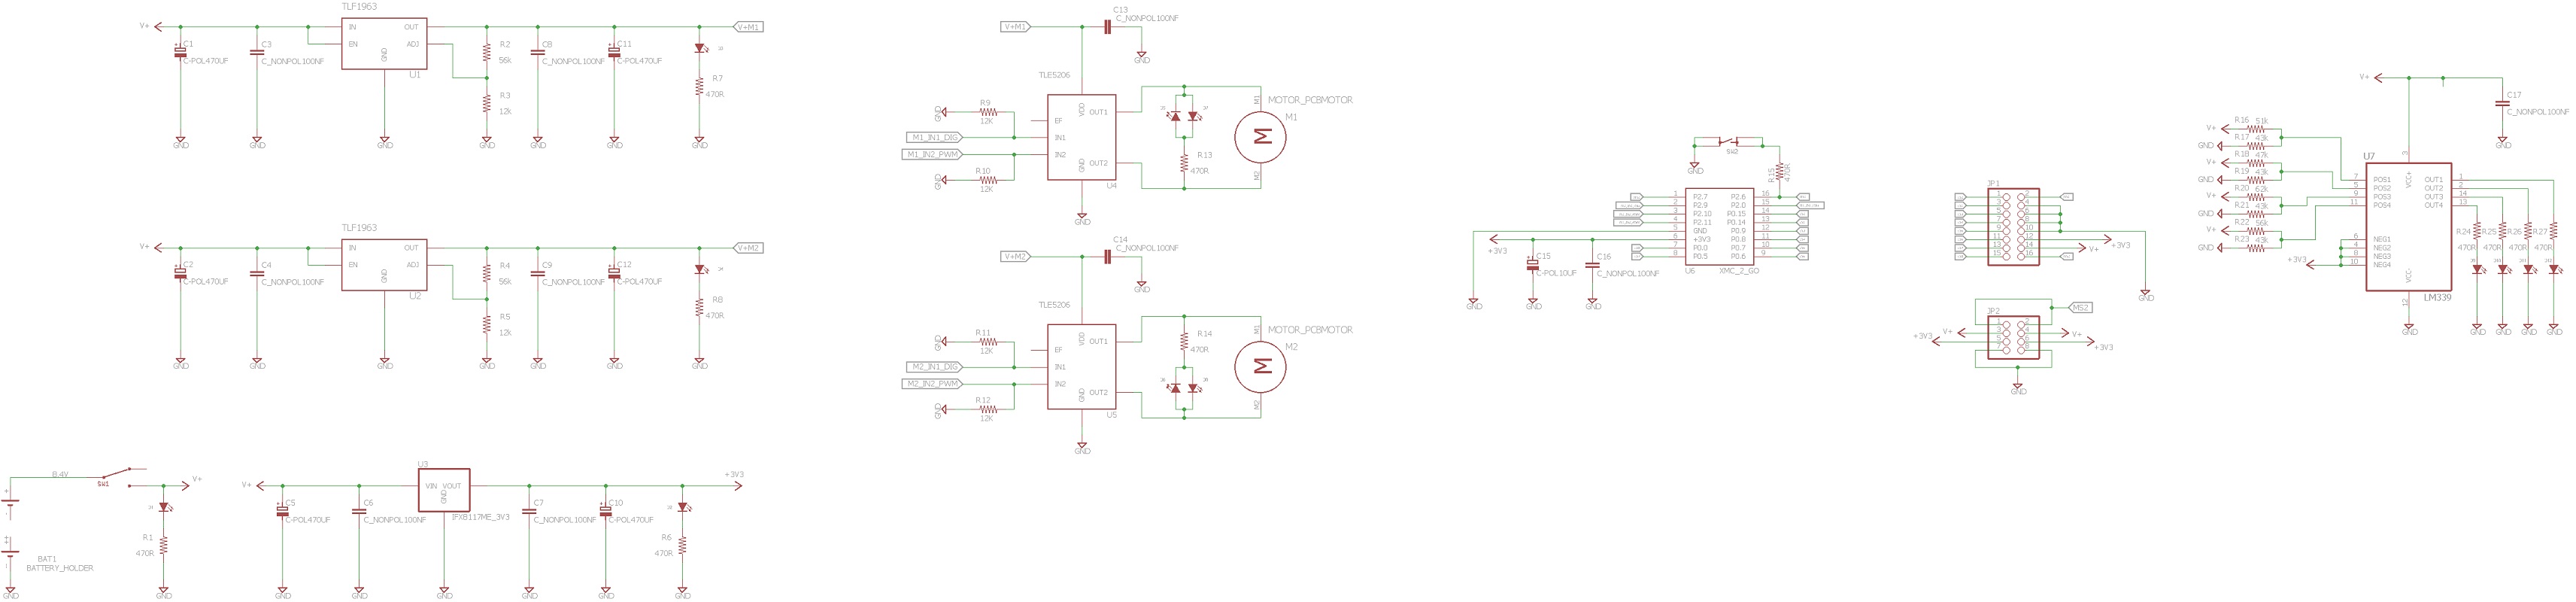 TLF1963
V+
IN
OUT
EN
ADJ
GND
U1
C1
C-POL470UF
C3
C_NONPOL100NF
R2
56k
R3
12k
C8
C_NONPOL100NF
C11
C-POL470UF
R7
470R
V+M1
GND
GND
GND
GND
GND
GND
GND
TLF1963
V+
IN
OUT
EN
ADJ
GND
U2
C2
C-POL470UF
C4
C_NONPOL100NF
R4
56k
R5
12k
C9
C_NONPOL100NF
C12
C-POL470UF
R8
470R
V+M2
GND
GND
GND
GND
GND
GND
GND
8.4V
SW1
V+
R1
470R
BAT1
BATTERY_HOLDER
GND
GND
V+
U3
VIN VOUT
GND
IFX8117ME_3V3
C5
C-POL470UF
C6
C_NONPOL100NF
C7
C_NONPOL100NF
C10
C-POL470UF
R6
470R
+3V3
GND
GND
GND
GND
GND
GND
V+M1
C13
C_NONPOL100NF
GND
TLE5206
VDD
OUT1
EF
IN1
IN2
GND
OUT2
U4
GND
R9
12K
M1_IN1_DIG
M1_IN2_PWM
GND
R10
12K
R13
470R
MOTOR_PCBMOTOR
M1
M
M1
M2
GND
V+M2
C14
C_NONPOL100NF
GND
TLE5206
VDD
OUT1
EF
IN1
IN2
GND
OUT2
U5
GND
R11
12K
M2_IN1_DIG
M2_IN2_PWM
GND
R12
12K
R14
470R
MOTOR_PCBMOTOR
M1
M
M2
M2
GND
SW2
GND
R15
470R
1 P2.7 P2.6 16
2 P2.9 P2.0 15
3 P2.10 P0.15 14
4 P2.11 P0.14 13
5 GND P0.9 12
6 +3V3 P0.8 11
7 P0.0 P0.7 10
8 P0.5 P0.6 9
U6
XMC_2_GO
+3V3
C15
C-POL10UF
C16
C_NONPOL100NF
GND
GND
GND
JP1
1 2
3 4
5 6
7 8
9 10
11 12
13 14
15 16
+3V3
V+
GND
MS2
JP2
1 2
3 4
5 6
7 8
V+
+3V3
V+
+3V3
GND
V+
C17
C_NONPOL100NF
GND
V+
R16 51k
R17 43k
GND
R18 47k
V+
R19 43k
GND
R20 62k
V+
R21 43k
GND
R22 56k
V+
R23 43k
GND
+3V3
U7
3
VCC+
7 POS1 OUT1 1
5 POS2 OUT2 2
9 POS3 OUT3 14
11 POS4 OUT4 13
6 NEG1
4 NEG2
8 NEG3
10 NEG4
VCC-
12
LM339
GND
R24
470R
R25
470R
R26
470R
R27
470R
GND
GND
GND
GND